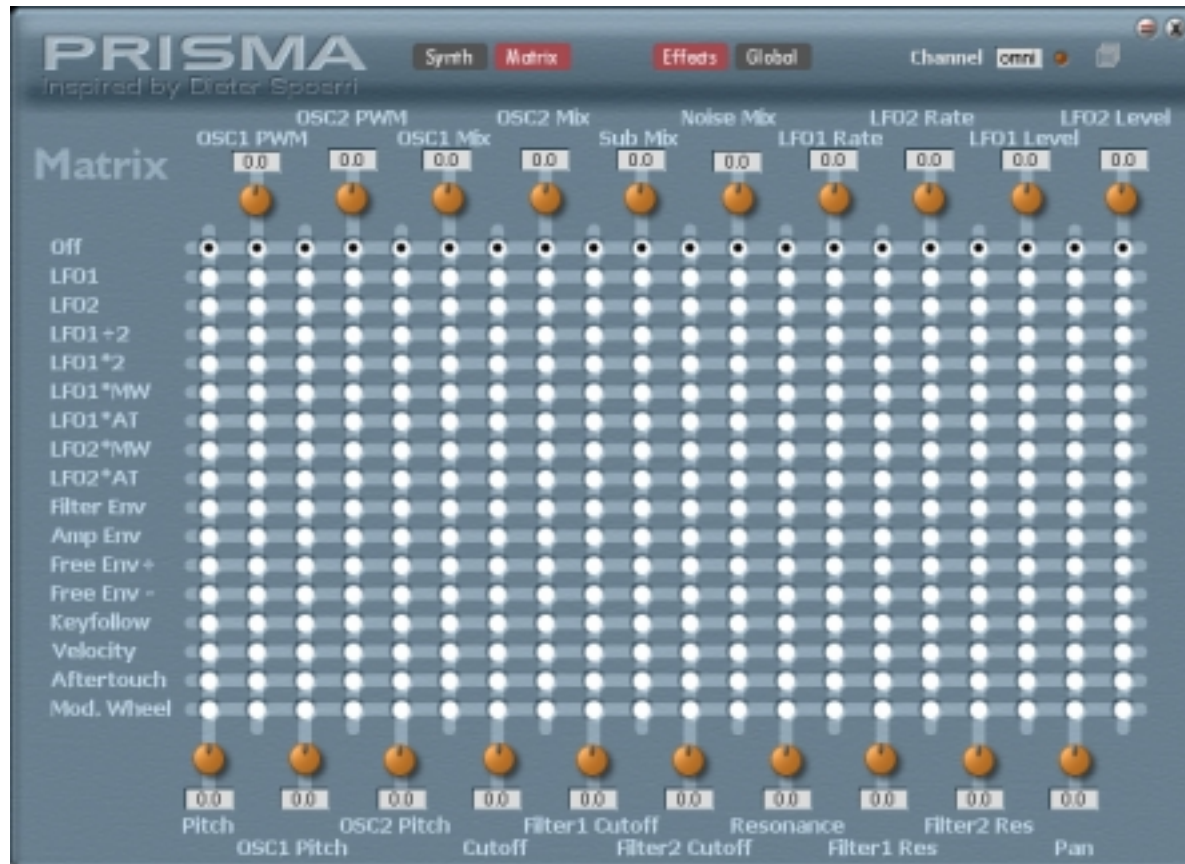 PRISMA
inspired by Dieter Spoerri
Synth Matrix Effects Global Channel omni
OSC2 PWM OSC2 Mix Noise Mix LFO2 Rate LFO2 Level
OSC1 PWM OSC1 Mix Sub Mix LFO1 Rate LFO1 Level
Matrix
0.0 0.0 0.0 0.0 0.0 0.0 0.0 0.0 0.0 0.0
Off
LFO1
LFO2
LFO1÷2
LFO1*2
LFO1*MW
LFO1*AT
LFO2*MW
LFO2*AT
Filter Env
Amp Env
Free Env +
Free Env -
Keyfollow
Velocity
Aftertouch
Mod. Wheel
0.0 0.0 0.0 0.0 0.0 0.0 0.0 0.0 0.0 0.0
Pitch OSC2 Pitch Filter1 Cutoff Resonance Filter2 Res
OSC1 Pitch Cutoff Filter2 Cutoff Filter1 Res Pan